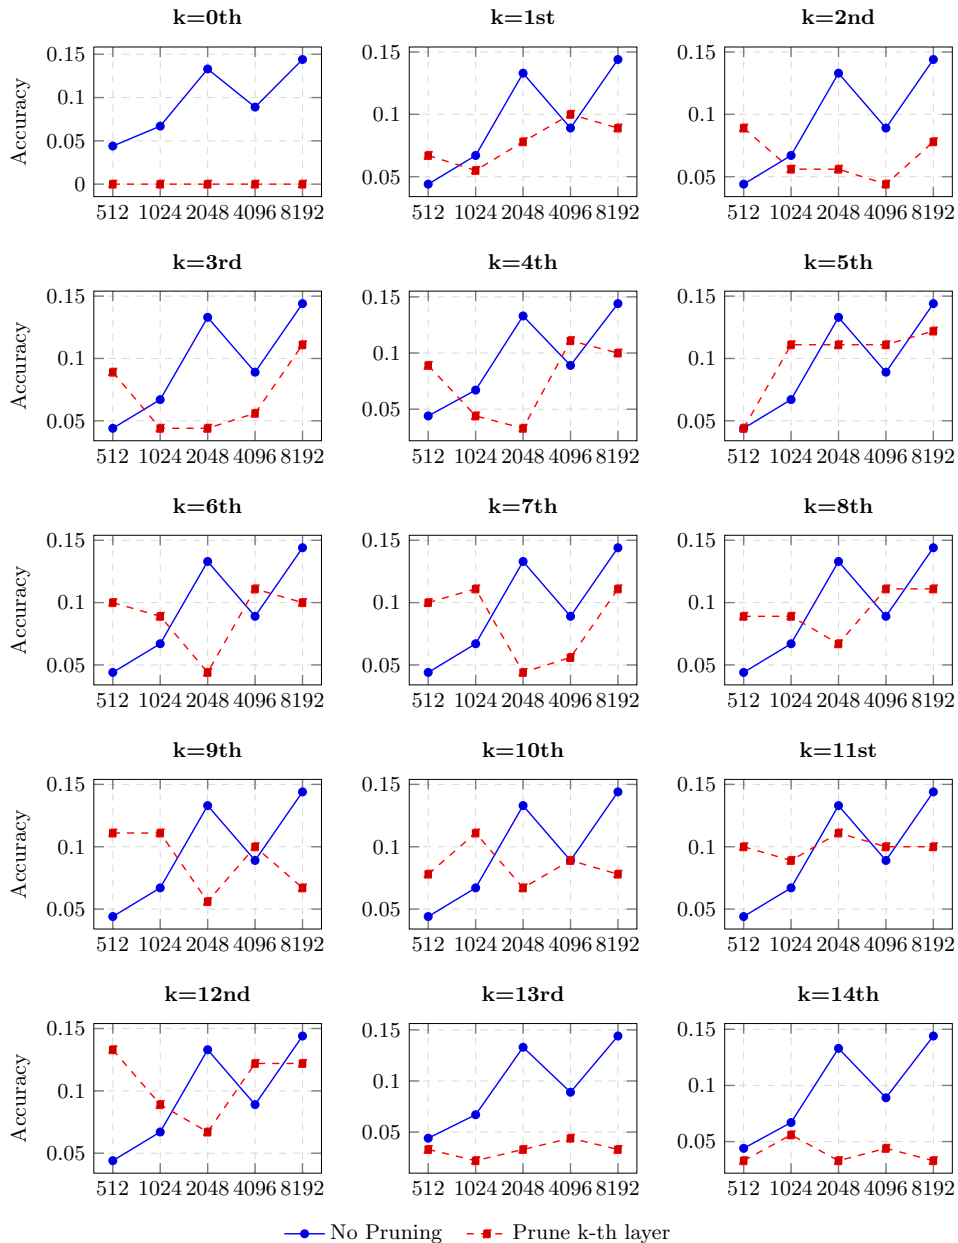 k=0th k=1st k=2nd
0.15 0.15 0.15
0.1 0.1 0.1
0.05 0.05 0.05
0
Accuracy
512 1024 2048 4096 8192 512 1024 2048 4096 8192 512 1024 2048 4096 8192
k=3rd k=4th k=5th
0.15 0.15 0.15
0.1 0.1 0.1
0.05 0.05 0.05
Accuracy
512 1024 2048 4096 8192 512 1024 2048 4096 8192 512 1024 2048 4096 8192
k=6th k=7th k=8th
0.15 0.15 0.15
0.1 0.1 0.1
0.05 0.05 0.05
Accuracy
512 1024 2048 4096 8192 512 1024 2048 4096 8192 512 1024 2048 4096 8192
k=9th k=10th k=11st
0.15 0.15 0.15
0.1 0.1 0.1
0.05 0.05 0.05
Accuracy
512 1024 2048 4096 8192 512 1024 2048 4096 8192 512 1024 2048 4096 8192
k=12nd k=13rd k=14th
0.15 0.15 0.15
0.1 0.1 0.1
0.05 0.05 0.05
Accuracy
512 1024 2048 4096 8192 512 1024 2048 4096 8192 512 1024 2048 4096 8192
No Pruning Prune k-th layer